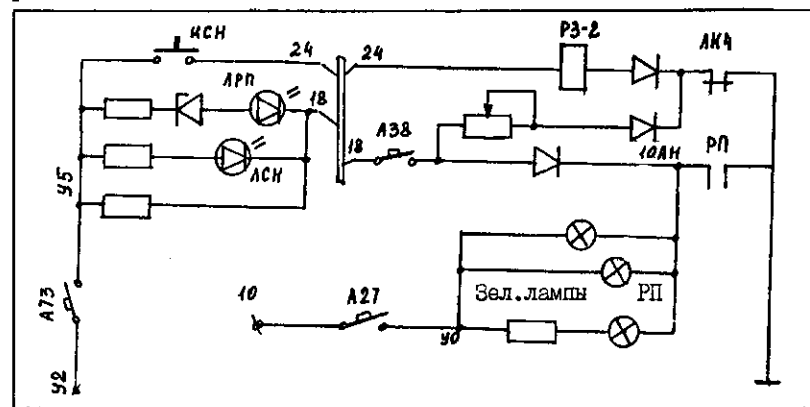 КСН
24
24
РЗ-2
ЛК4
ЛРП
18
А38
РП
18
10АН
ЛСН
У5
Зел.лампы
РП
А73
10
А27
У0
У2